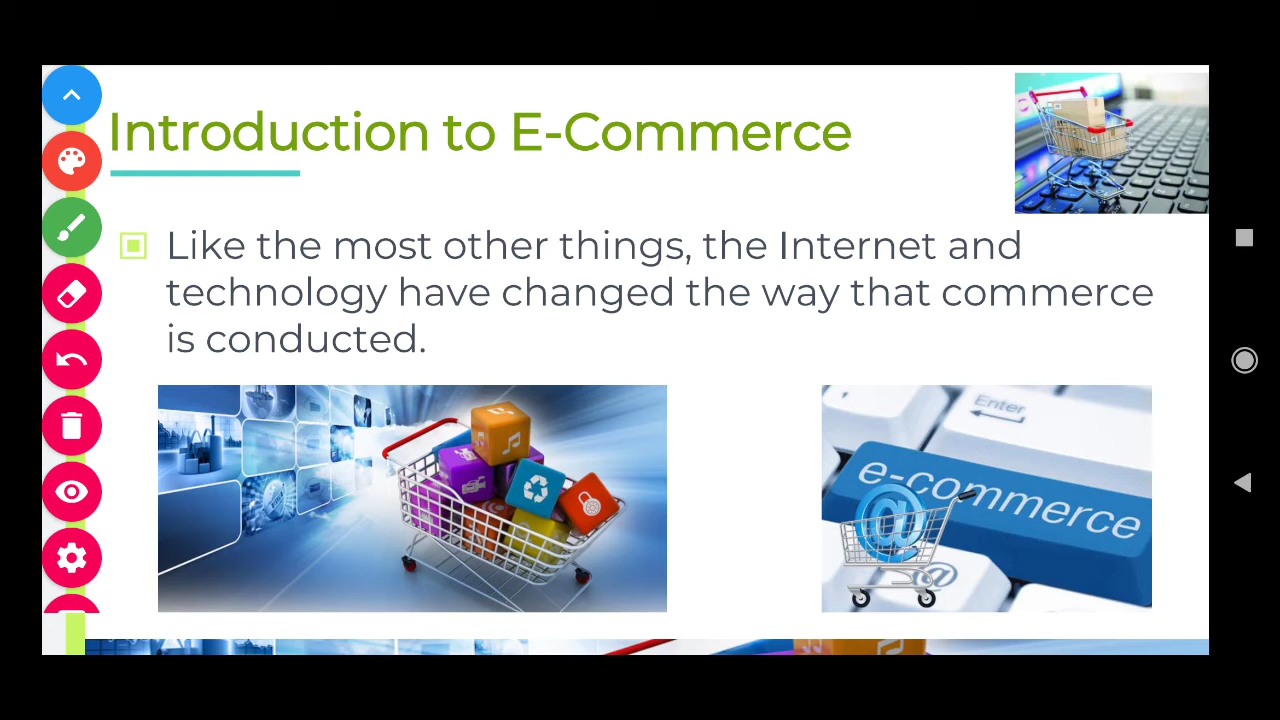 Introduction to E-Commerce
Like the most other things, the Internet and
technology have changed the way that commerce
is conducted.
Enter
e-commerce
@
@